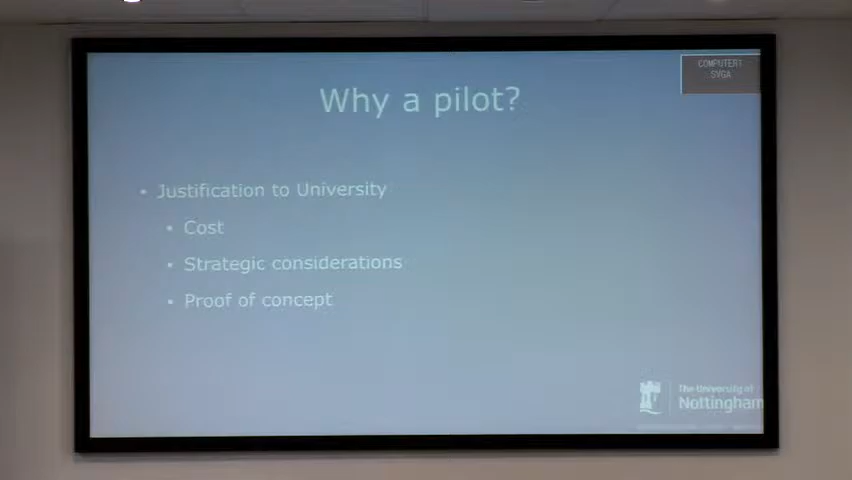 COMPUTER1
SVGA
Why a pilot?
• Justification to University
• Cost
• Strategic considerations
• Proof of concept
The University of
Nottingham